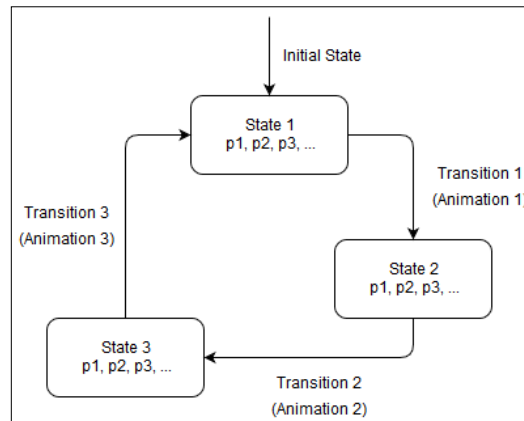 Initial State
State 1
p1, p2, p3, ...
Transition 1
(Animation 1)
State 2
p1, p2, p3, ...
Transition 3
(Animation 3)
State 3
p1, p2, p3, ...
Transition 2
(Animation 2)